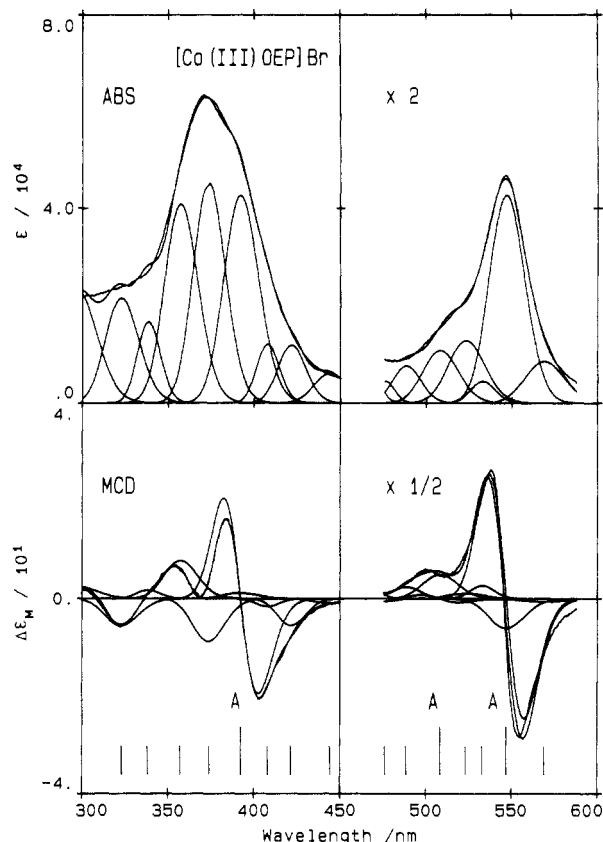 8.0
[Co (III) OEP] Br
ABS
x 2
ε / 10⁴
4.0
.0
4.
MCD
x 1/2
Δε_M / 10¹
0.
A
A
A
-4.
300
350
400
450
500
550
600
Wavelength /nm